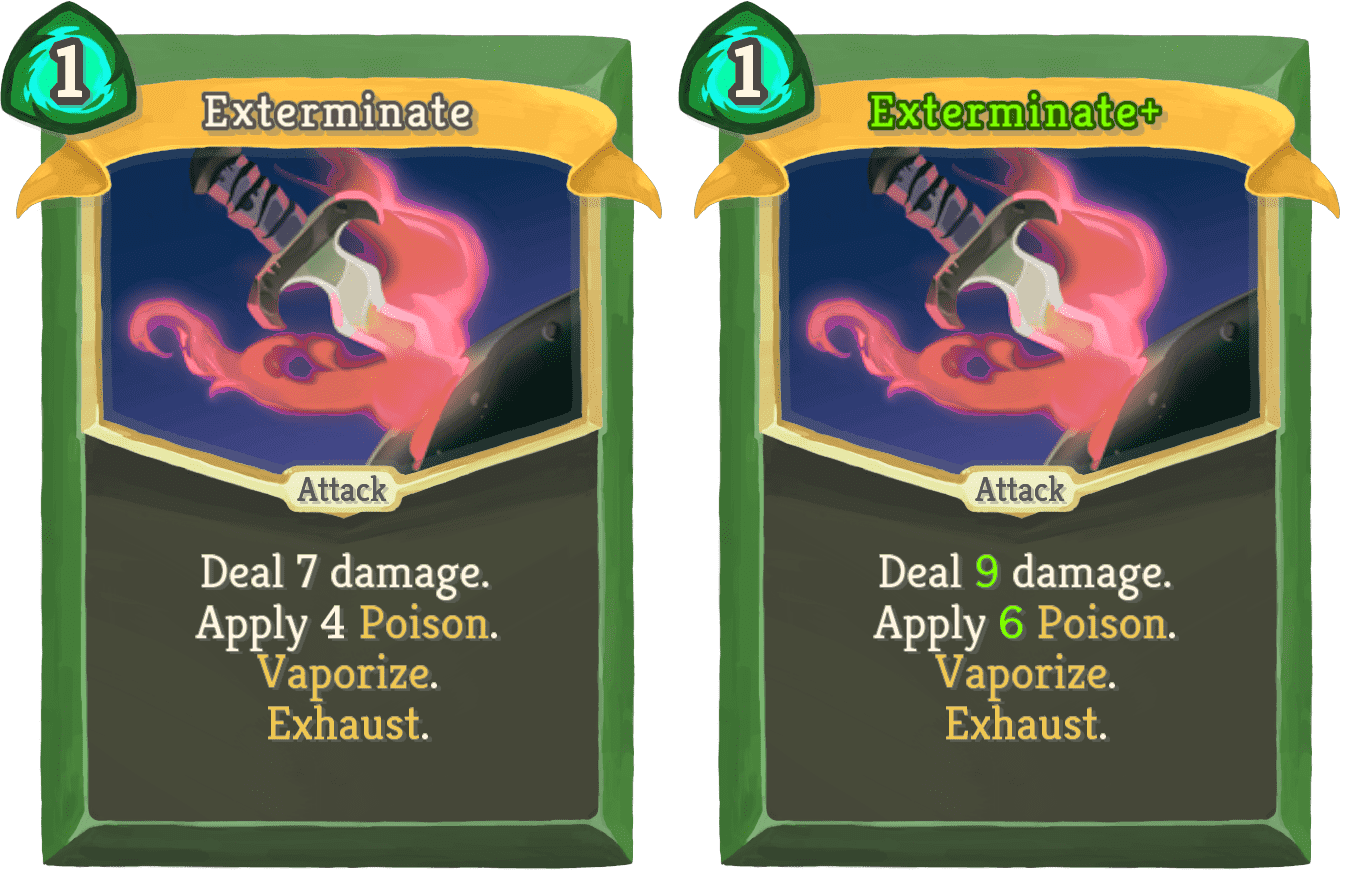 1
Exterminate
Attack
Deal 7 damage.
Apply 4 Poison.
Vaporize.
Exhaust.
1
Exterminate+
Attack
Deal 9 damage.
Apply 6 Poison.
Vaporize.
Exhaust.